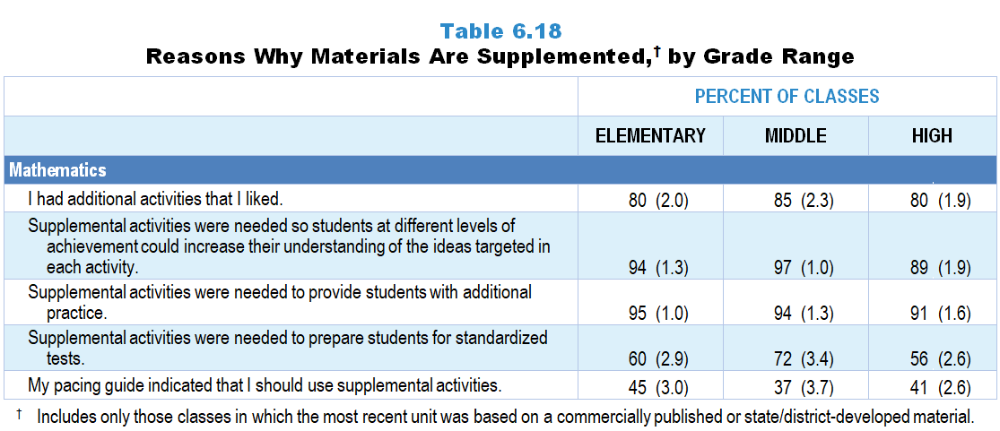 Table 6.18
Reasons Why Materials Are Supplemented,† by Grade Range
PERCENT OF CLASSES
ELEMENTARY MIDDLE HIGH
Mathematics
I had additional activities that I liked. 80 (2.0) 85 (2.3) 80 (1.9)
Supplemental activities were needed so students at different levels of
achievement could increase their understanding of the ideas targeted in
each activity. 94 (1.3) 97 (1.0) 89 (1.9)
Supplemental activities were needed to provide students with additional
practice. 95 (1.0) 94 (1.3) 91 (1.6)
Supplemental activities were needed to prepare students for standardized
tests. 60 (2.9) 72 (3.4) 56 (2.6)
My pacing guide indicated that I should use supplemental activities. 45 (3.0) 37 (3.7) 41 (2.6)
† Includes only those classes in which the most recent unit was based on a commercially published or state/district-developed material.